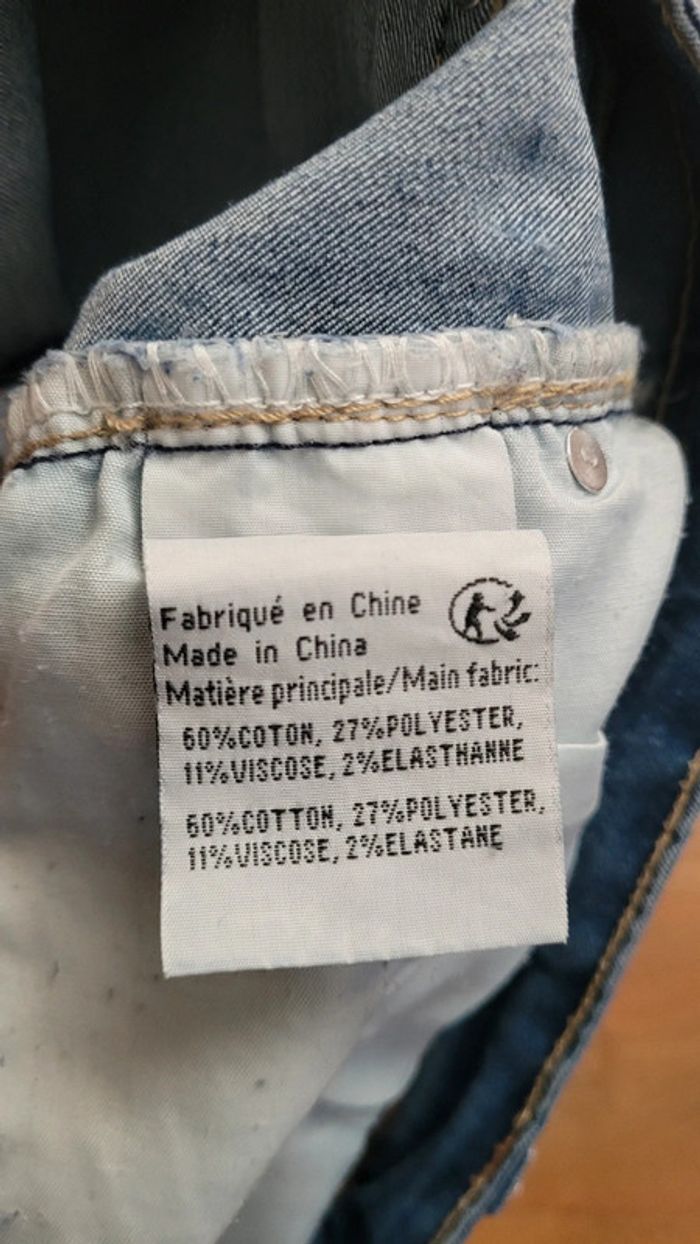 Fabriqué en Chine
Made in China
Matière principale/Main fabric:
60%COTON, 27%POLYESTER,
11%VISCOSE, 2%ELASTHANNE
60%COTTON, 27%POLYESTER,
11%VISCOSE, 2%ELASTANE